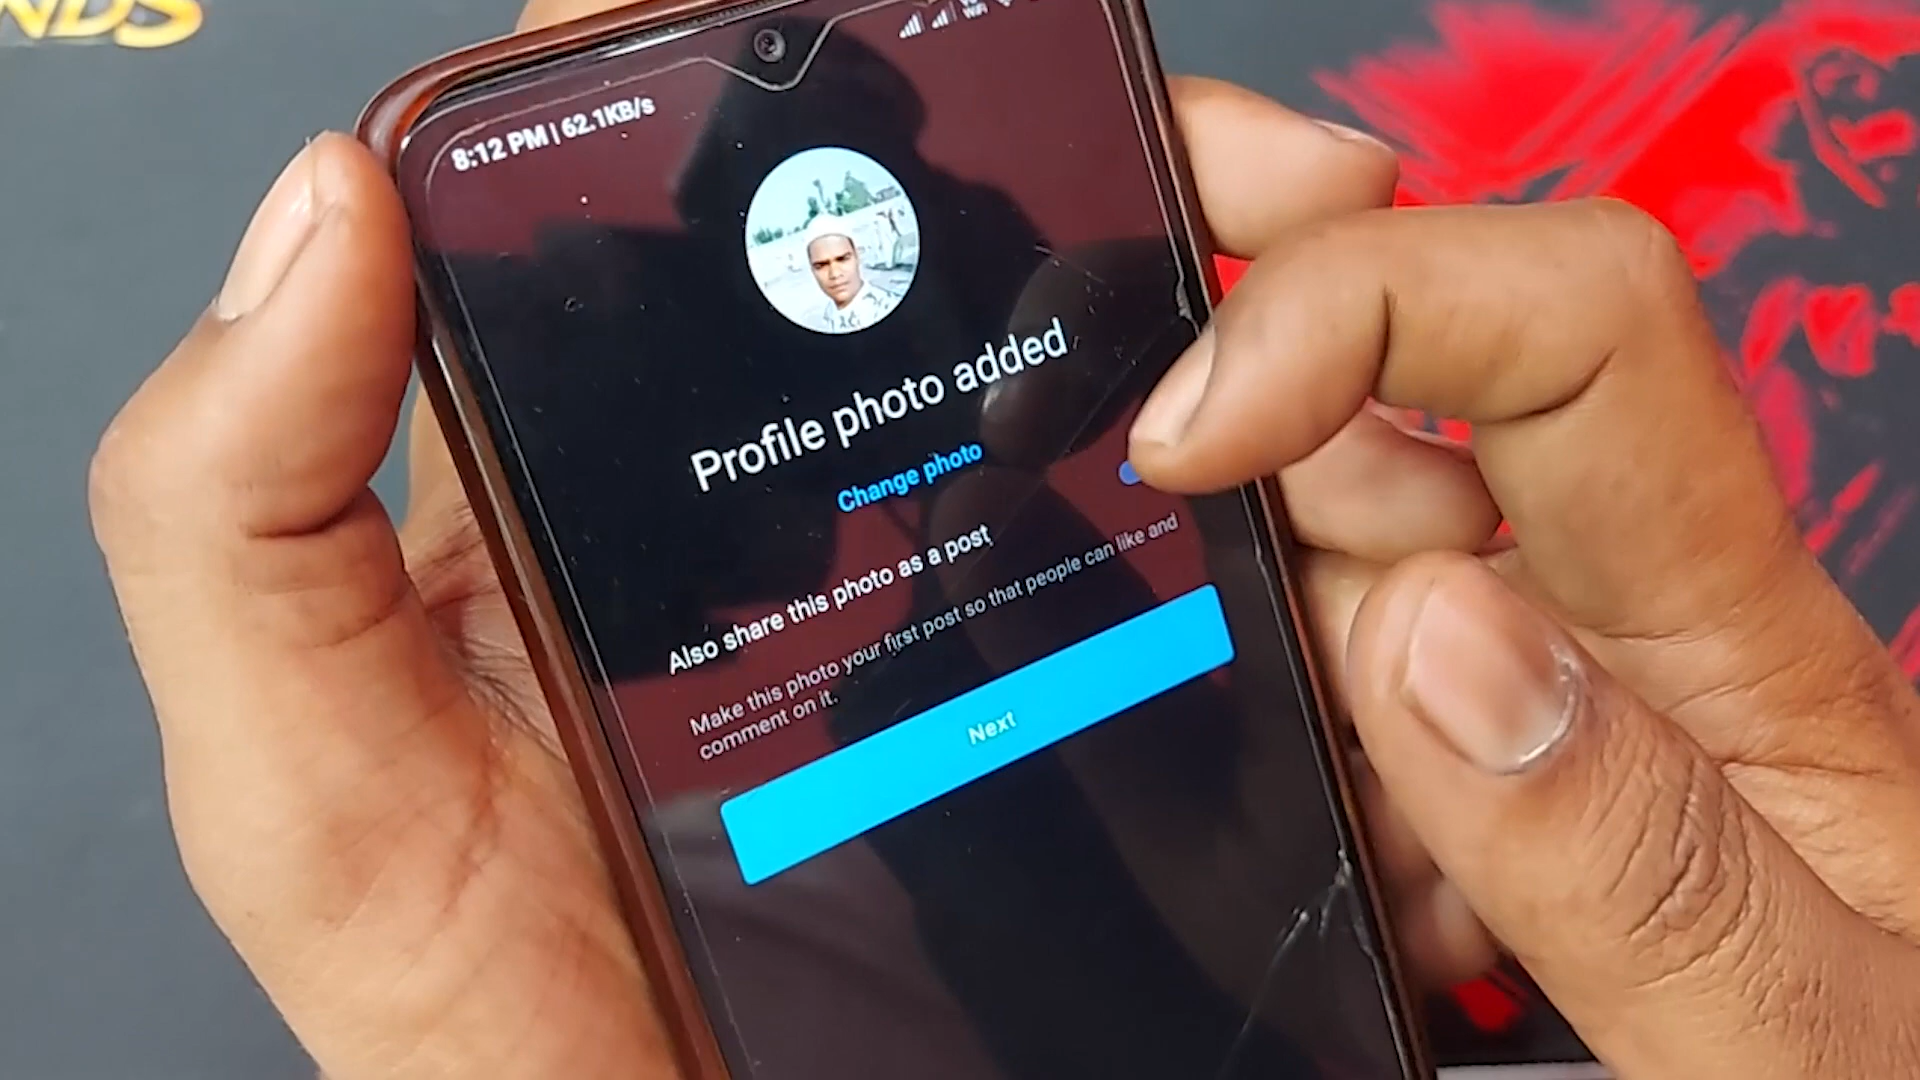 NDS
8:12 PM | 62.1KB/s
Profile photo added
Change photo
Also share this photo as a post
Make this photo your first post so that people can like and
comment on it.
Next